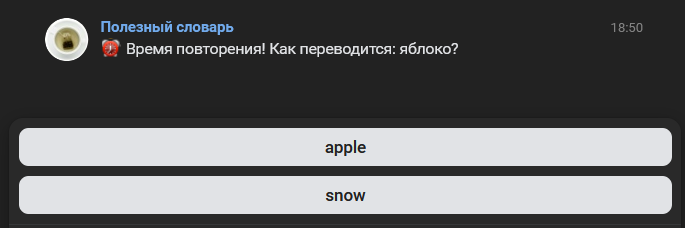 Полезный словарь
18:50
⏰ Время повторения! Как переводится: яблоко?
apple
snow